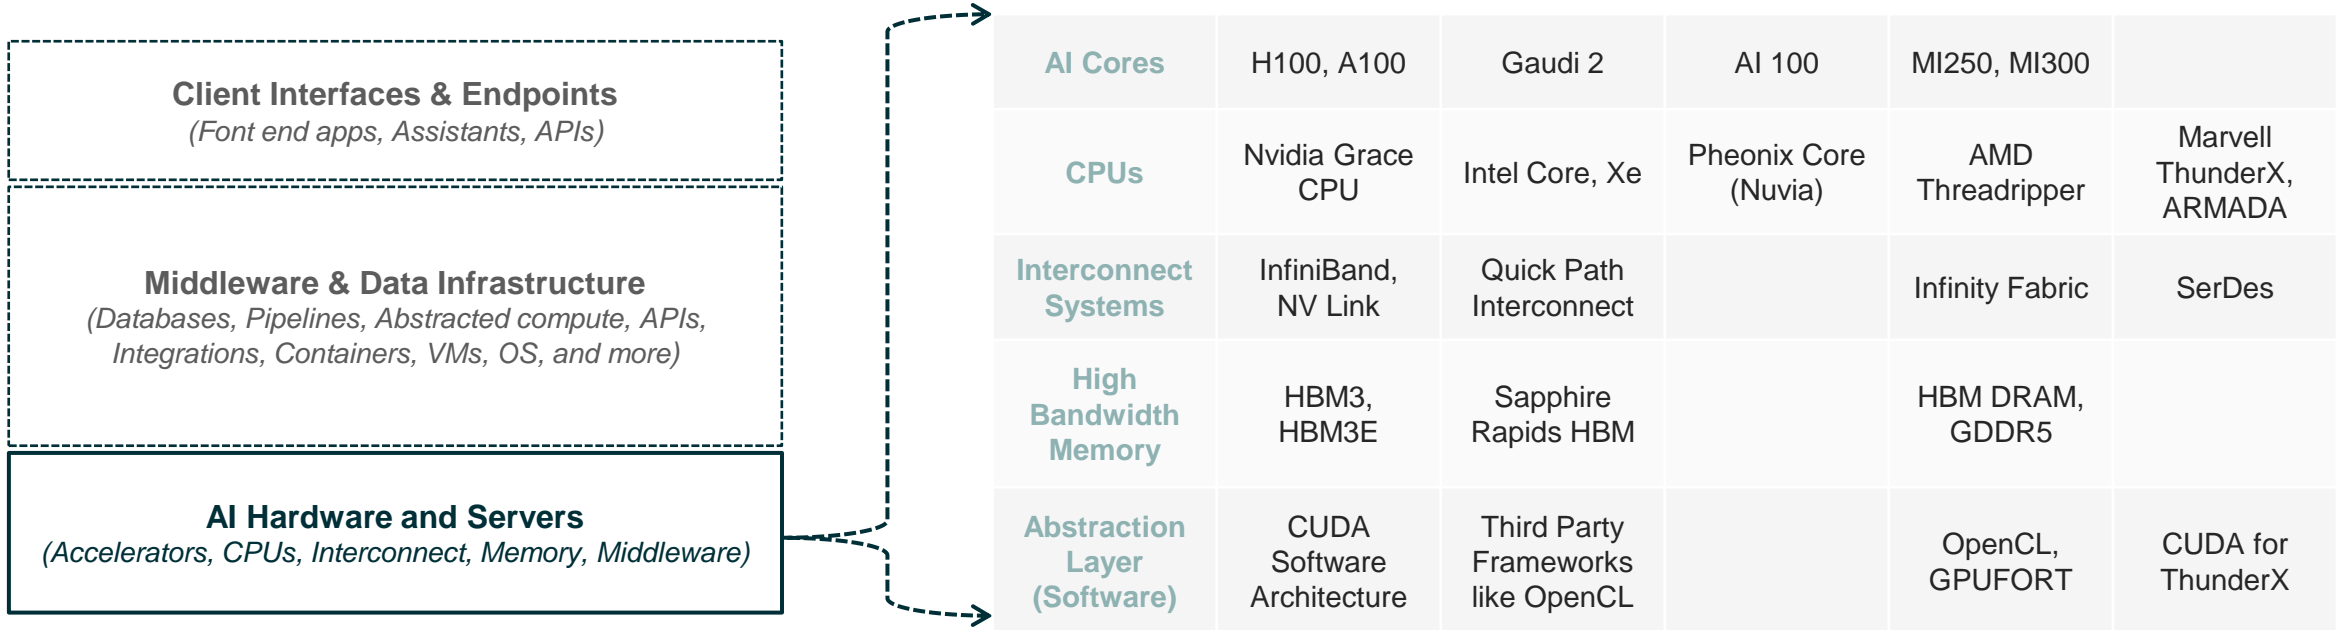 Client Interfaces & Endpoints
(Font end apps, Assistants, APIs)
Middleware & Data Infrastructure
(Databases, Pipelines, Abstracted compute, APIs,
Integrations, Containers, VMs, OS, and more)
AI Hardware and Servers
(Accelerators, CPUs, Interconnect, Memory, Middleware)
AI Cores
H100, A100
Gaudi 2
AI 100
MI250, MI300
CPUs
Nvidia Grace
CPU
Intel Core, Xe
Pheonix Core
(Nuvia)
AMD
Threadripper
Marvell
ThunderX,
ARMADA
Interconnect
Systems
InfiniBand,
NV Link
Quick Path
Interconnect
Infinity Fabric
SerDes
High
Bandwidth
Memory
HBM3,
HBM3E
Sapphire
Rapids HBM
HBM DRAM,
GDDR5
Abstraction
Layer
(Software)
CUDA
Software
Architecture
Third Party
Frameworks
like OpenCL
OpenCL,
GPUFORT
CUDA for
ThunderX